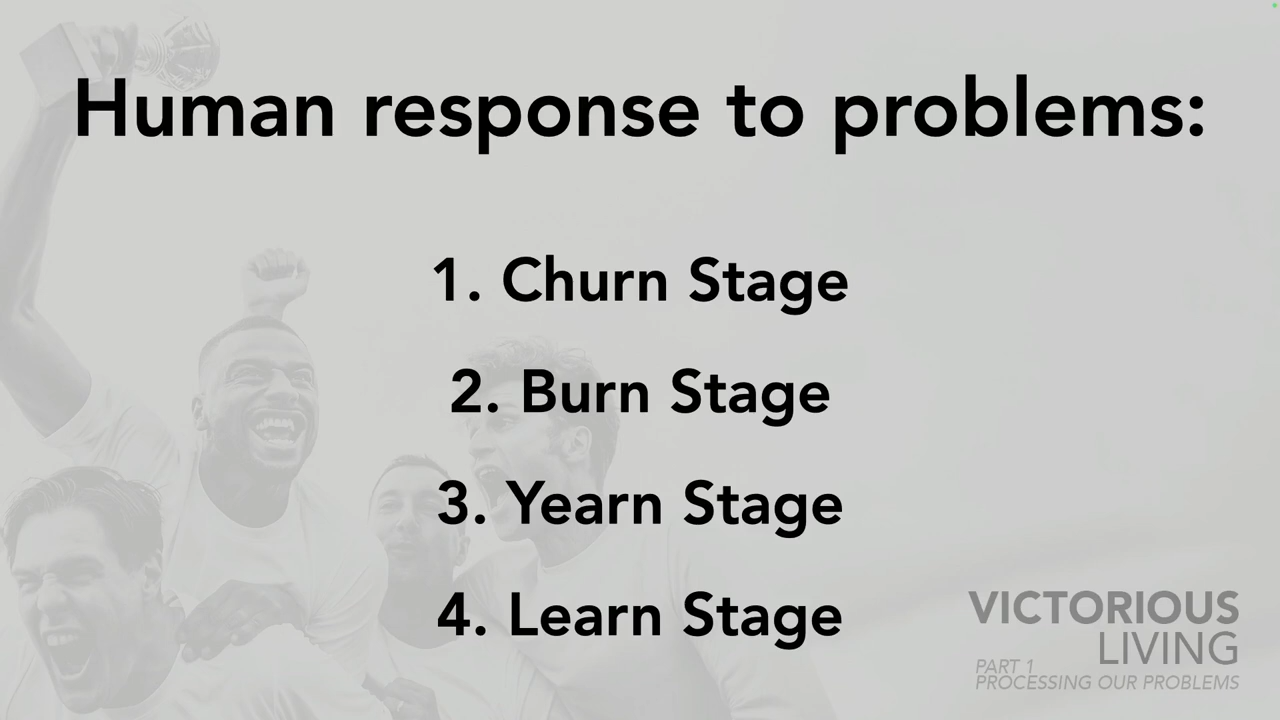 Human response to problems:
1. Churn Stage
2. Burn Stage
3. Yearn Stage
4. Learn Stage
VICTORIOUS
LIVING
PART 1
PROCESSING OUR PROBLEMS